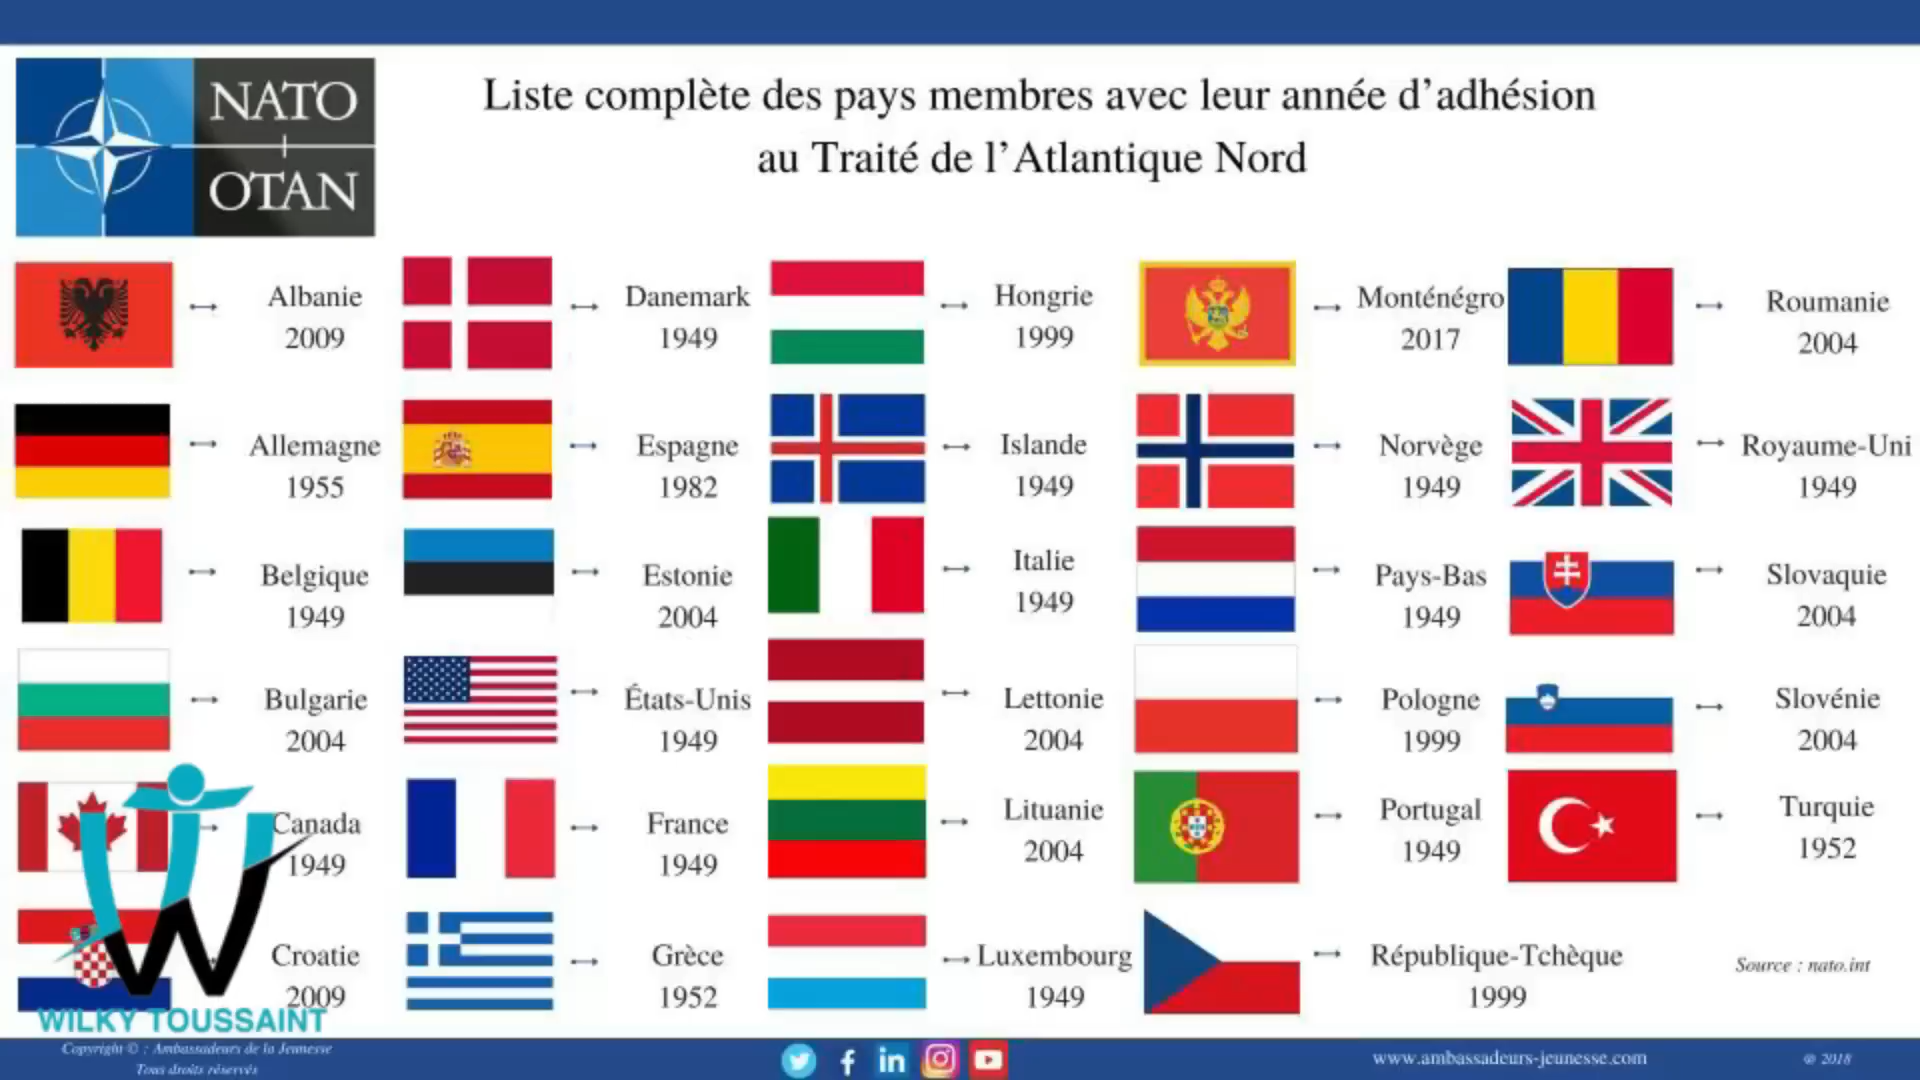 NATO
OTAN
Liste complète des pays membres avec leur année d’adhésion
au Traité de l’Atlantique Nord
Albanie
2009
Danemark
1949
Hongrie
1999
Monténégro
2017
Roumanie
2004
Allemagne
1955
Espagne
1982
Islande
1949
Norvège
1949
Royaume-Uni
1949
Belgique
1949
Estonie
2004
Italie
1949
Pays-Bas
1949
Slovaquie
2004
Bulgarie
2004
États-Unis
1949
Lettonie
2004
Pologne
1999
Slovénie
2004
Canada
1949
France
1949
Lituanie
2004
Portugal
1949
Turquie
1952
Croatie
2009
Grèce
1952
Luxembourg
1949
République-Tchèque
1999
Source : nato.int
WILKY TOUSSAINT
Copyright © : Ambassadeurs de la Jeunesse
Tous droits réservés
www.ambassadeurs-jeunesse.com
@ 2018